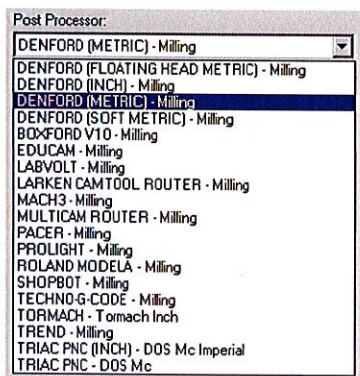 Post Processor:
DENFORD (METRIC) - Milling
DENFORD (FLOATING HEAD METRIC) - Milling
DENFORD (INCH) - Milling
DENFORD (METRIC) - Milling
DENFORD (SOFT METRIC) - Milling
BOXFORD V10 - Milling
EDUCAM - Milling
LABVOLT - Milling
LARKEN CAMTOOL ROUTER - Milling
MACH3 - Milling
MULTICAM ROUTER - Milling
PACER - Milling
PROLIGHT - Milling
ROLAND MODELA - Milling
SHOPBOT - Milling
TECHNO-G-CODE - Milling
TORMACH - Tormach Inch
TREND - Milling
TRIAC PNC (INCH) - DOS Mc Imperial
TRIAC PNC - DOS Mc